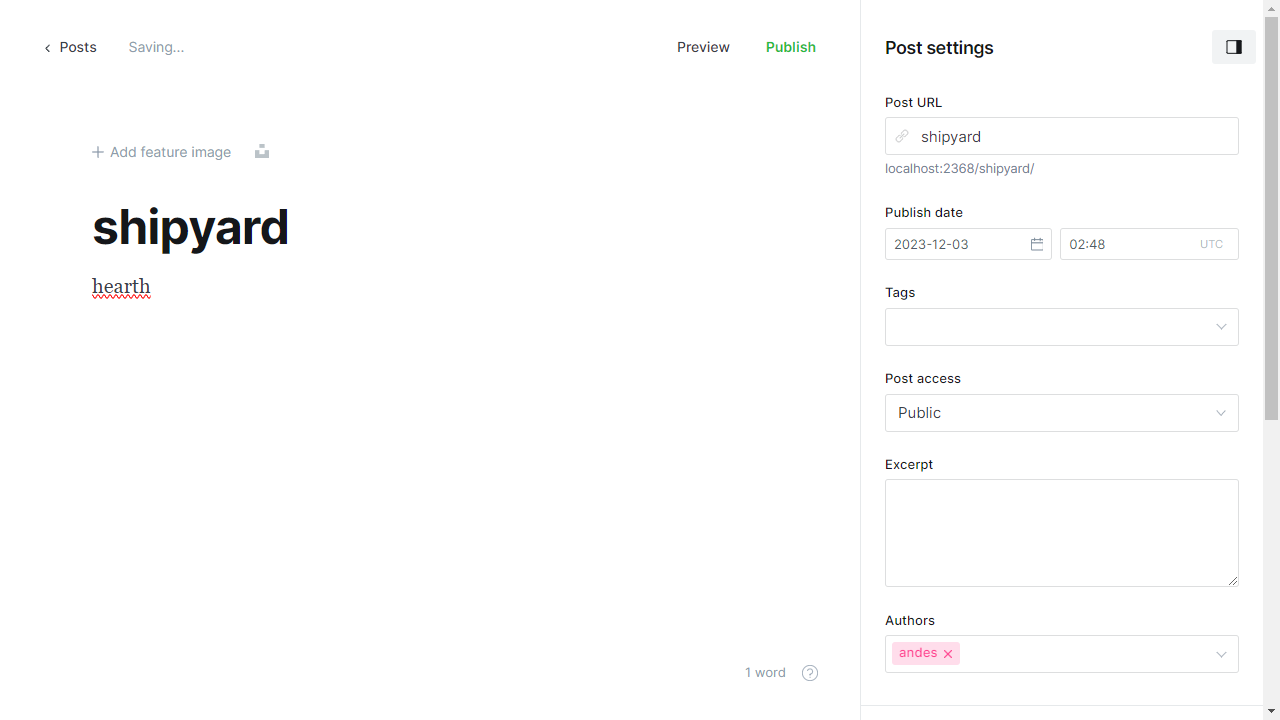 Posts Saving... Preview Publish
Add feature image
shipyard
hearth
1 word
Post settings
Post URL
shipyard
localhost:2368/shipyard/
Publish date
2023-12-03 02:48 UTC
Tags
Post access
Public
Excerpt
Authors
andes